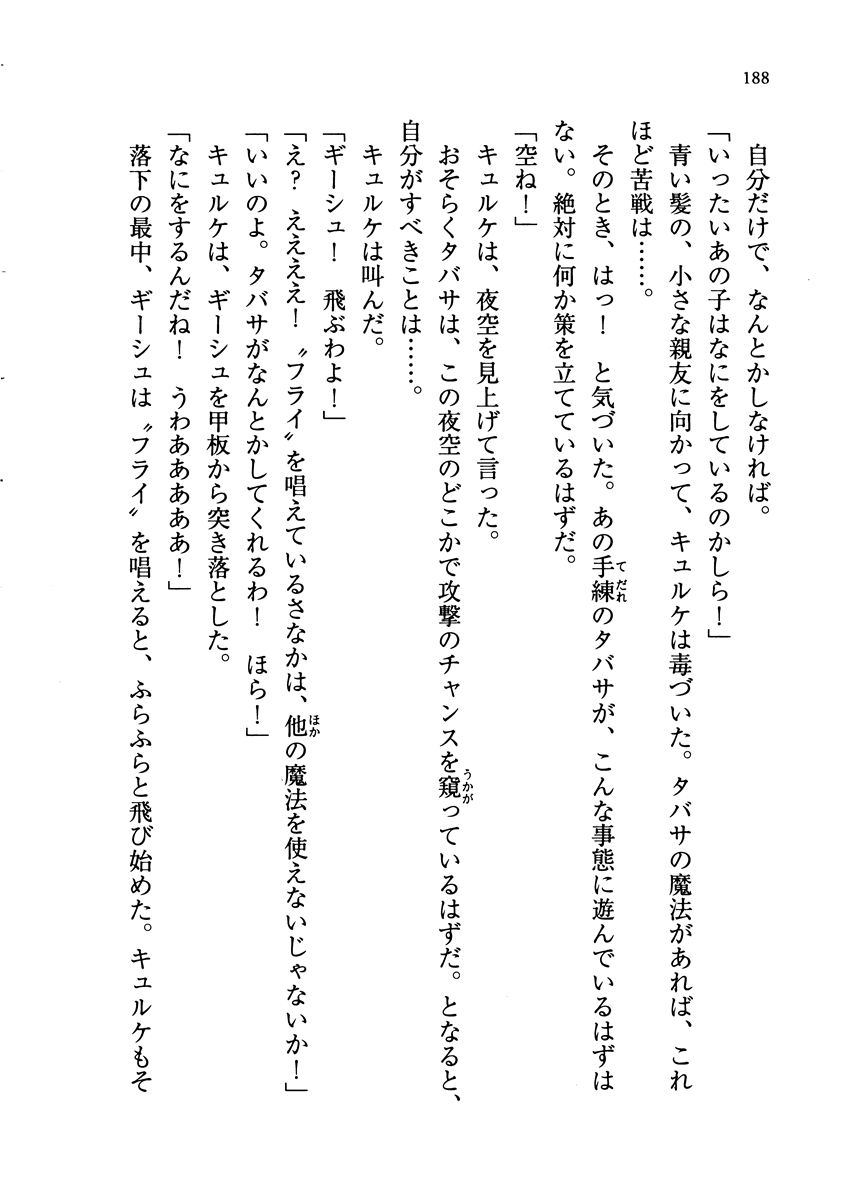 188
自分だけで、なんとかしなければ。
「いったいあの子はなにをしているのかしら！」
青い髪の、小さな親友に向かって、キュルケは毒づいた。タバサの魔法があれば、これ
ほど苦戦は……。
そのとき、はっ！　と気づいた。あの手練のタバサが、こんな事態に遊んでいるはずは
てだれ
ない。絶対に何か策を立てているはずだ。
「空ね！」
キュルケは、夜空を見上げて言った。
おそらくタバサは、この夜空のどこかで攻撃のチャンスを窺っているはずだ。となると、
うかが
自分がすべきことは……。
キュルケは叫んだ。
「ギーシュ！　飛ぶわよ！」
「え？　ええええ！〝フライ〟を唱えているさなかは、他の魔法を使えないじゃないか！」
ほか
「いいのよ。タバサがなんとかしてくれるわ！　ほら！」
キュルケは、ギーシュを甲板から突き落とした。
「なにをするんだね！　うわあああああ！」
落下の最中、ギーシュは〝フライ〟を唱えると、ふらふらと飛び始めた。キュルケもそ